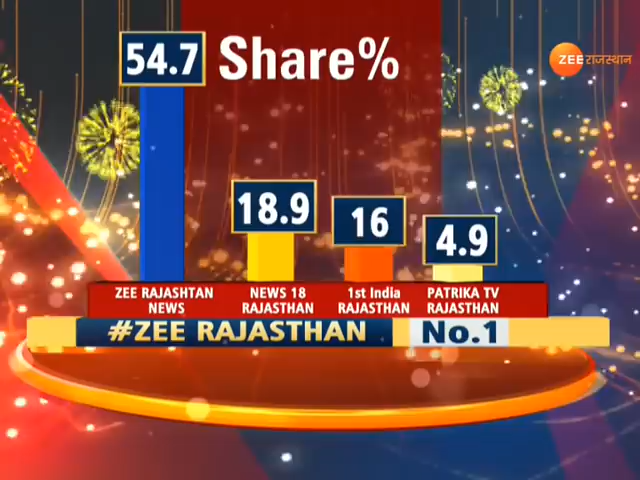 54.7
Share%
ZEE राजस्थान
18.9
16
4.9
ZEE RAJASHTAN
NEWS
NEWS 18
RAJASTHAN
1st India
RAJASTHAN
PATRIKA TV
RAJASTHAN
#ZEE RAJASTHAN No.1